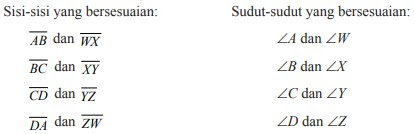 Sisi-sisi yang bersesuaian: Sudut-sudut yang bersesuaian:
AB dan WX ∠A dan ∠W
BC dan XY ∠B dan ∠X
CD dan YZ ∠C dan ∠Y
DA dan ZW ∠D dan ∠Z